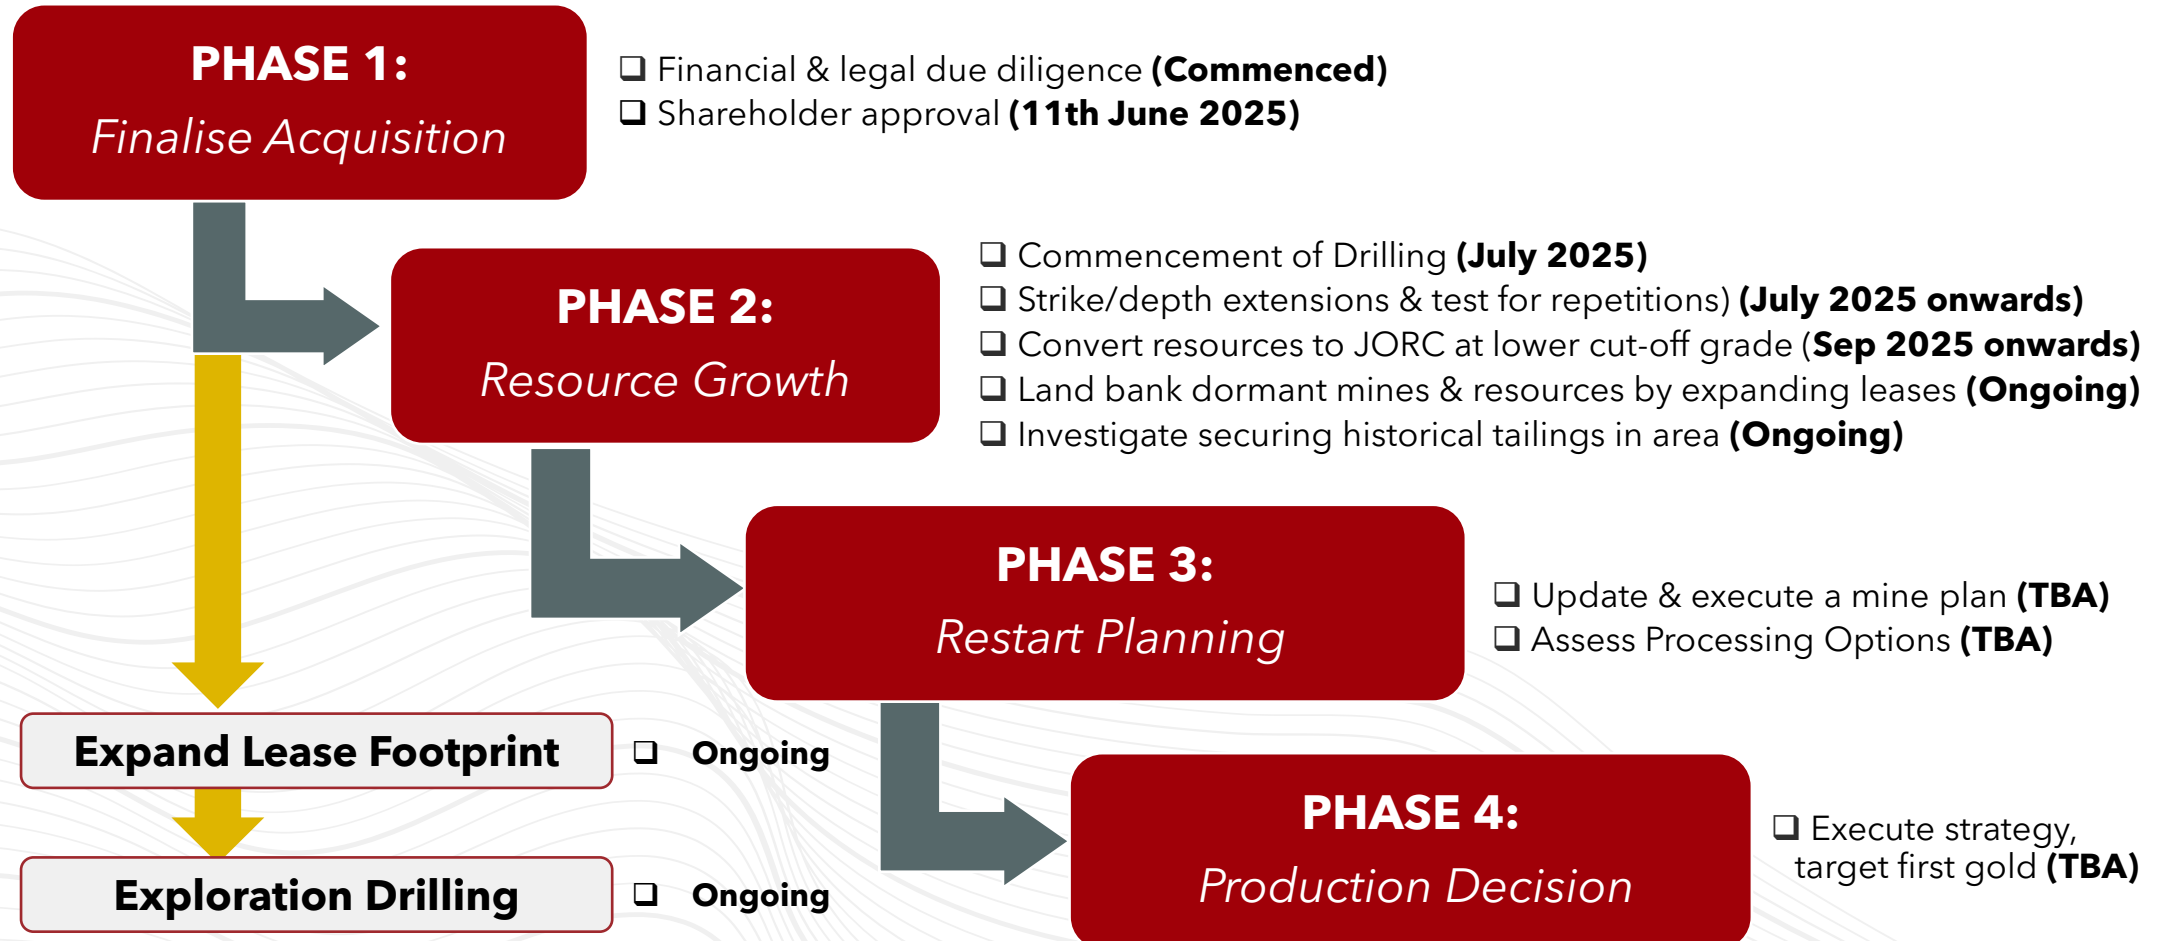 PHASE 1:
Finalise Acquisition
❑ Financial & legal due diligence (Commenced)
❑ Shareholder approval (11th June 2025)
PHASE 2:
Resource Growth
❑ Commencement of Drilling (July 2025)
❑ Strike/depth extensions & test for repetitions) (July 2025 onwards)
❑ Convert resources to JORC at lower cut-off grade (Sep 2025 onwards)
❑ Land bank dormant mines & resources by expanding leases (Ongoing)
❑ Investigate securing historical tailings in area (Ongoing)
PHASE 3:
Restart Planning
❑ Update & execute a mine plan (TBA)
❑ Assess Processing Options (TBA)
Expand Lease Footprint
❑ Ongoing
PHASE 4:
Production Decision
❑ Execute strategy,
target first gold (TBA)
Exploration Drilling
❑ Ongoing